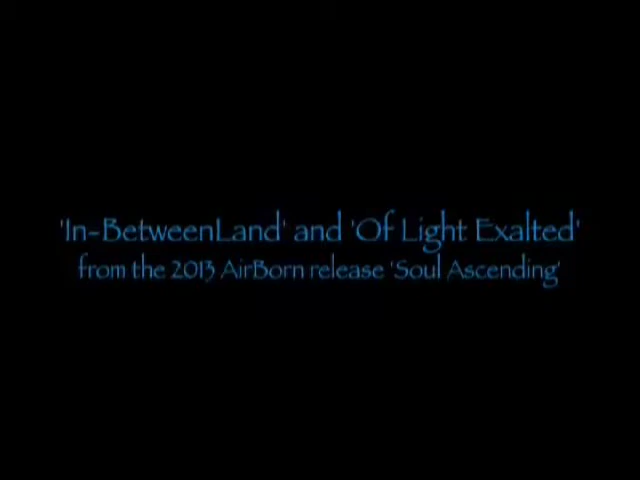 'In-BetweenLand' and 'Of Light Exalted'
from the 2013 AirBorn release 'Soul Ascending'